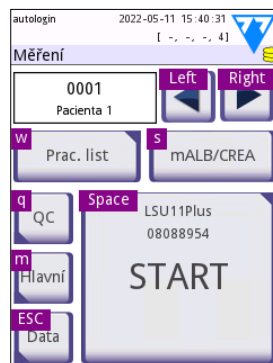 autologin 2022-05-11 15:40:31
[ -, -, -, 4]
77
Měření
0001
Pacienta 1
Left
Right
w
Prac. list
s
mALB/CREA
q
QC
m
Hlavní
ESC
Data
Space
LSU11Plus
08088954
START